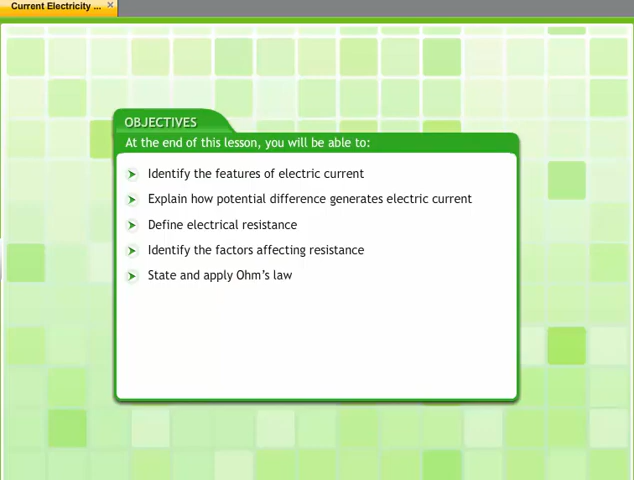 Current Electricity ...
OBJECTIVES
At the end of this lesson, you will be able to:
Identify the features of electric current
Explain how potential difference generates electric current
Define electrical resistance
Identify the factors affecting resistance
State and apply Ohm's law